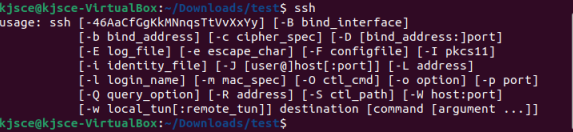 kjsce@kjsce-VirtualBox:~/Downloads/test$ ssh
usage: ssh [-46AaCfGgKkMNnqsTtVvXxYy] [-B bind_interface]
[-b bind_address] [-c cipher_spec] [-D [bind_address:]port]
[-E log_file] [-e escape_char] [-F configfile] [-I pkcs11]
[-i identity_file] [-J [user@]host[:port]] [-L address]
[-l login_name] [-m mac_spec] [-O ctl_cmd] [-o option] [-p port]
[-Q query_option] [-R address] [-S ctl_path] [-W host:port]
[-w local_tun[:remote_tun]] destination [command [argument ...]]
kjsce@kjsce-VirtualBox:~/Downloads/test$